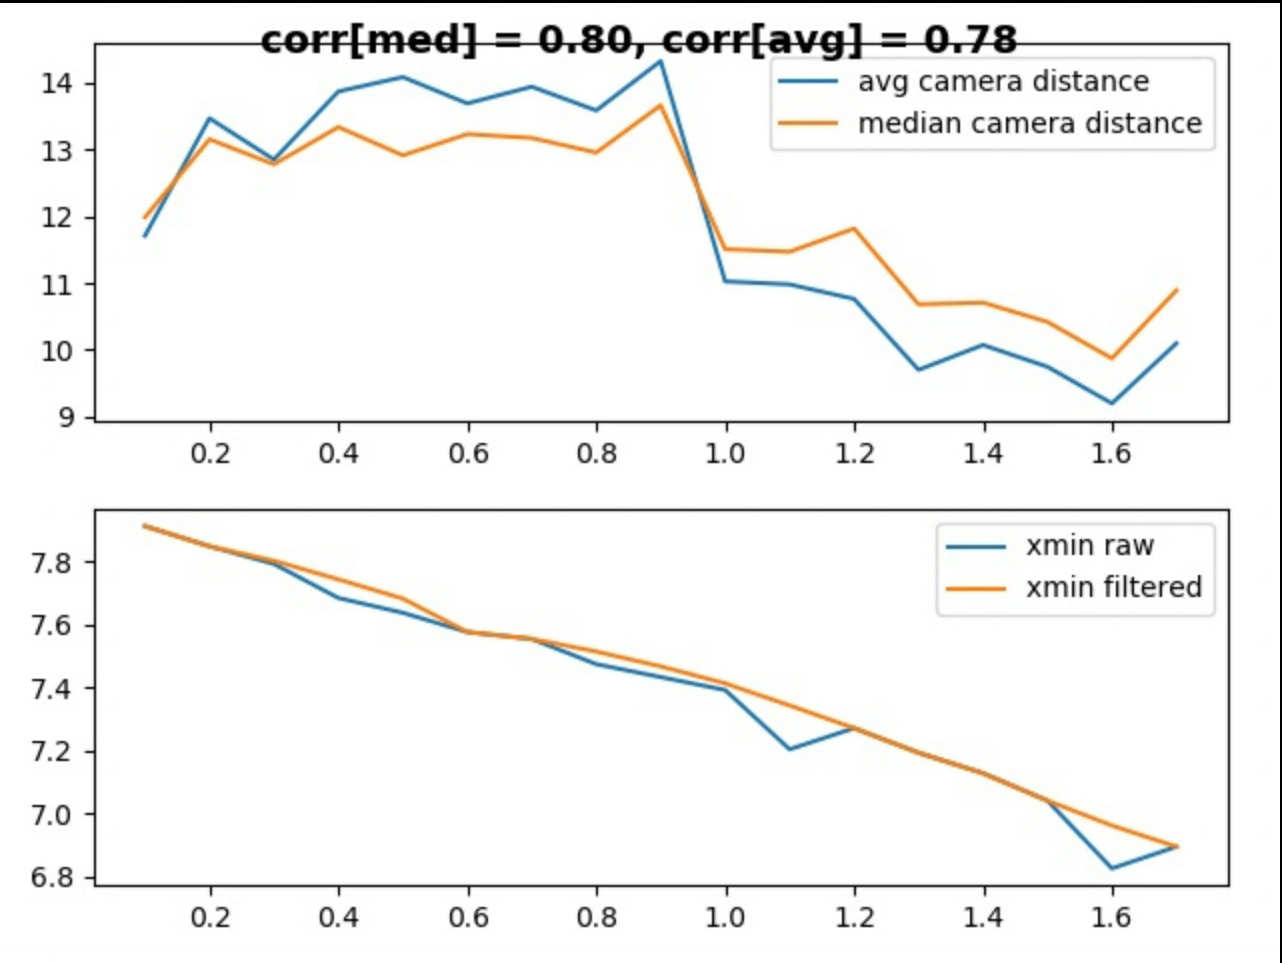 corr[med] = 0.80, corr[avg] = 0.78
14
13
12
11
10
9
avg camera distance
median camera distance
0.2 0.4 0.6 0.8 1.0 1.2 1.4 1.6
7.8
7.6
7.4
7.2
7.0
6.8
xmin raw
xmin filtered
0.2 0.4 0.6 0.8 1.0 1.2 1.4 1.6